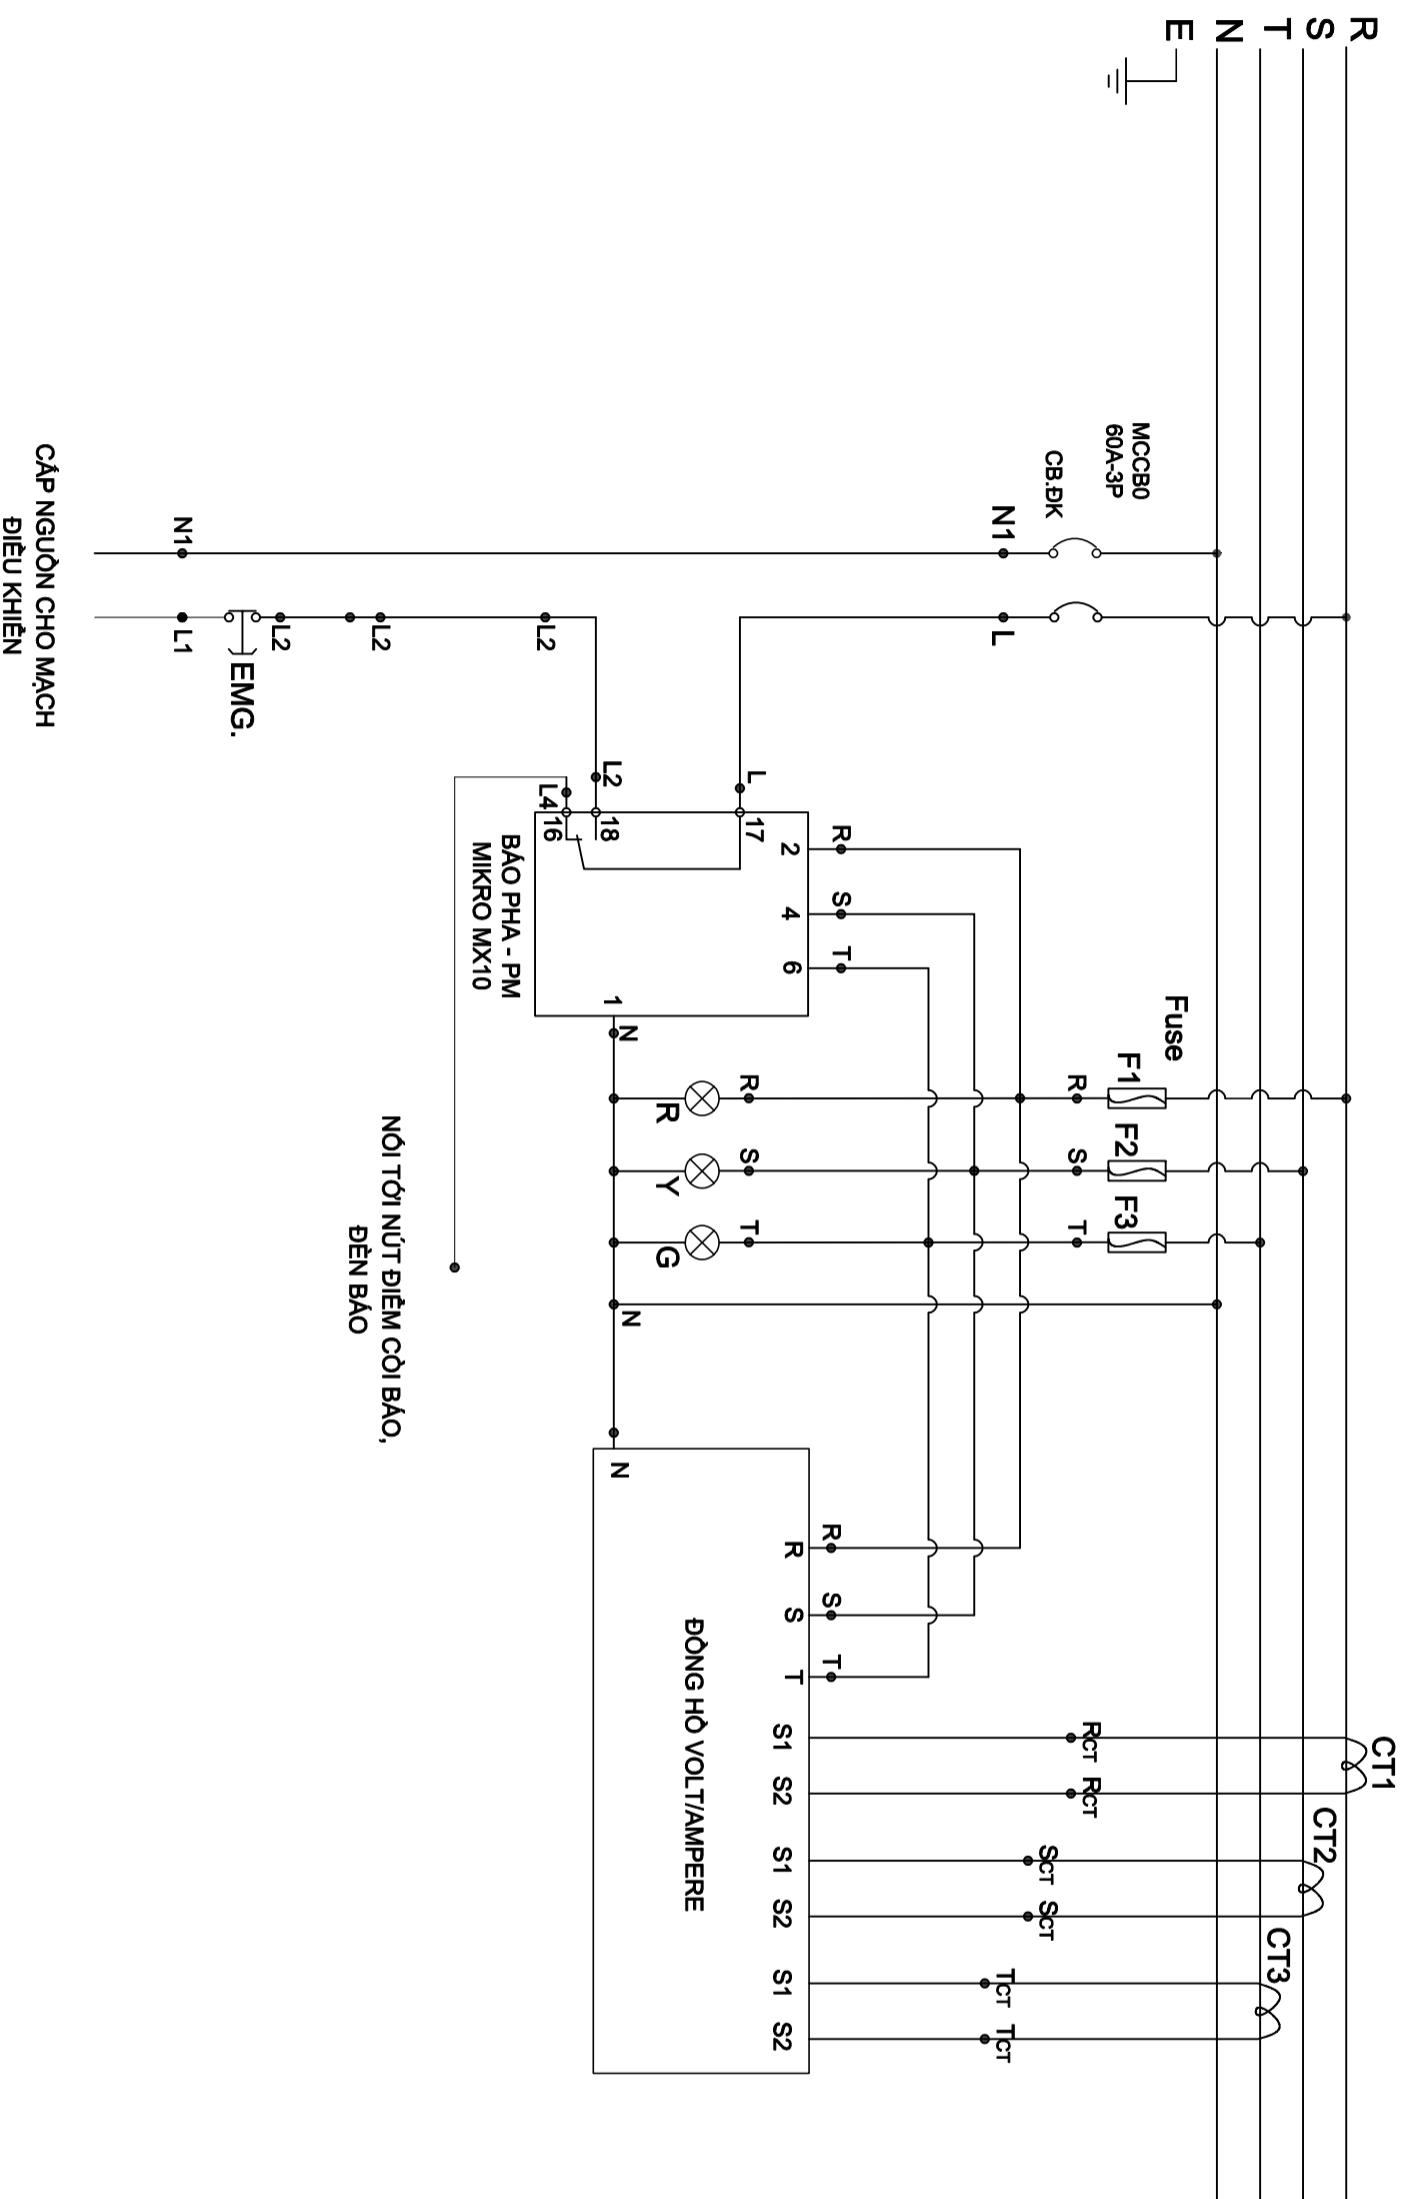 R
S
T
N
E
MCCB0
60A-3P
CB.ĐK
N1
L
N1
L1
EMG.
L2
L2
L2
L2
L
CẤP NGUỒN CHO MẠCH
ĐIỀU KHIỂN
L4
16
18
17
2
4
6
1
R
S
T
N
BÁO PHA - PM
MIKRO MX10
Fuse
F1
F2
F3
R
S
T
R
S
T
R
Y
G
N
NỐI TỚI NÚT ĐIỂM CÒI BÁO,
ĐÈN BÁO
N
R
S
T
R
S
T
S1
S2
S1
S2
S1
S2
ĐỒNG HỒ VOLT/AMPERE
RCT
RCT
SCT
SCT
TCT
TCT
CT1
CT2
CT3